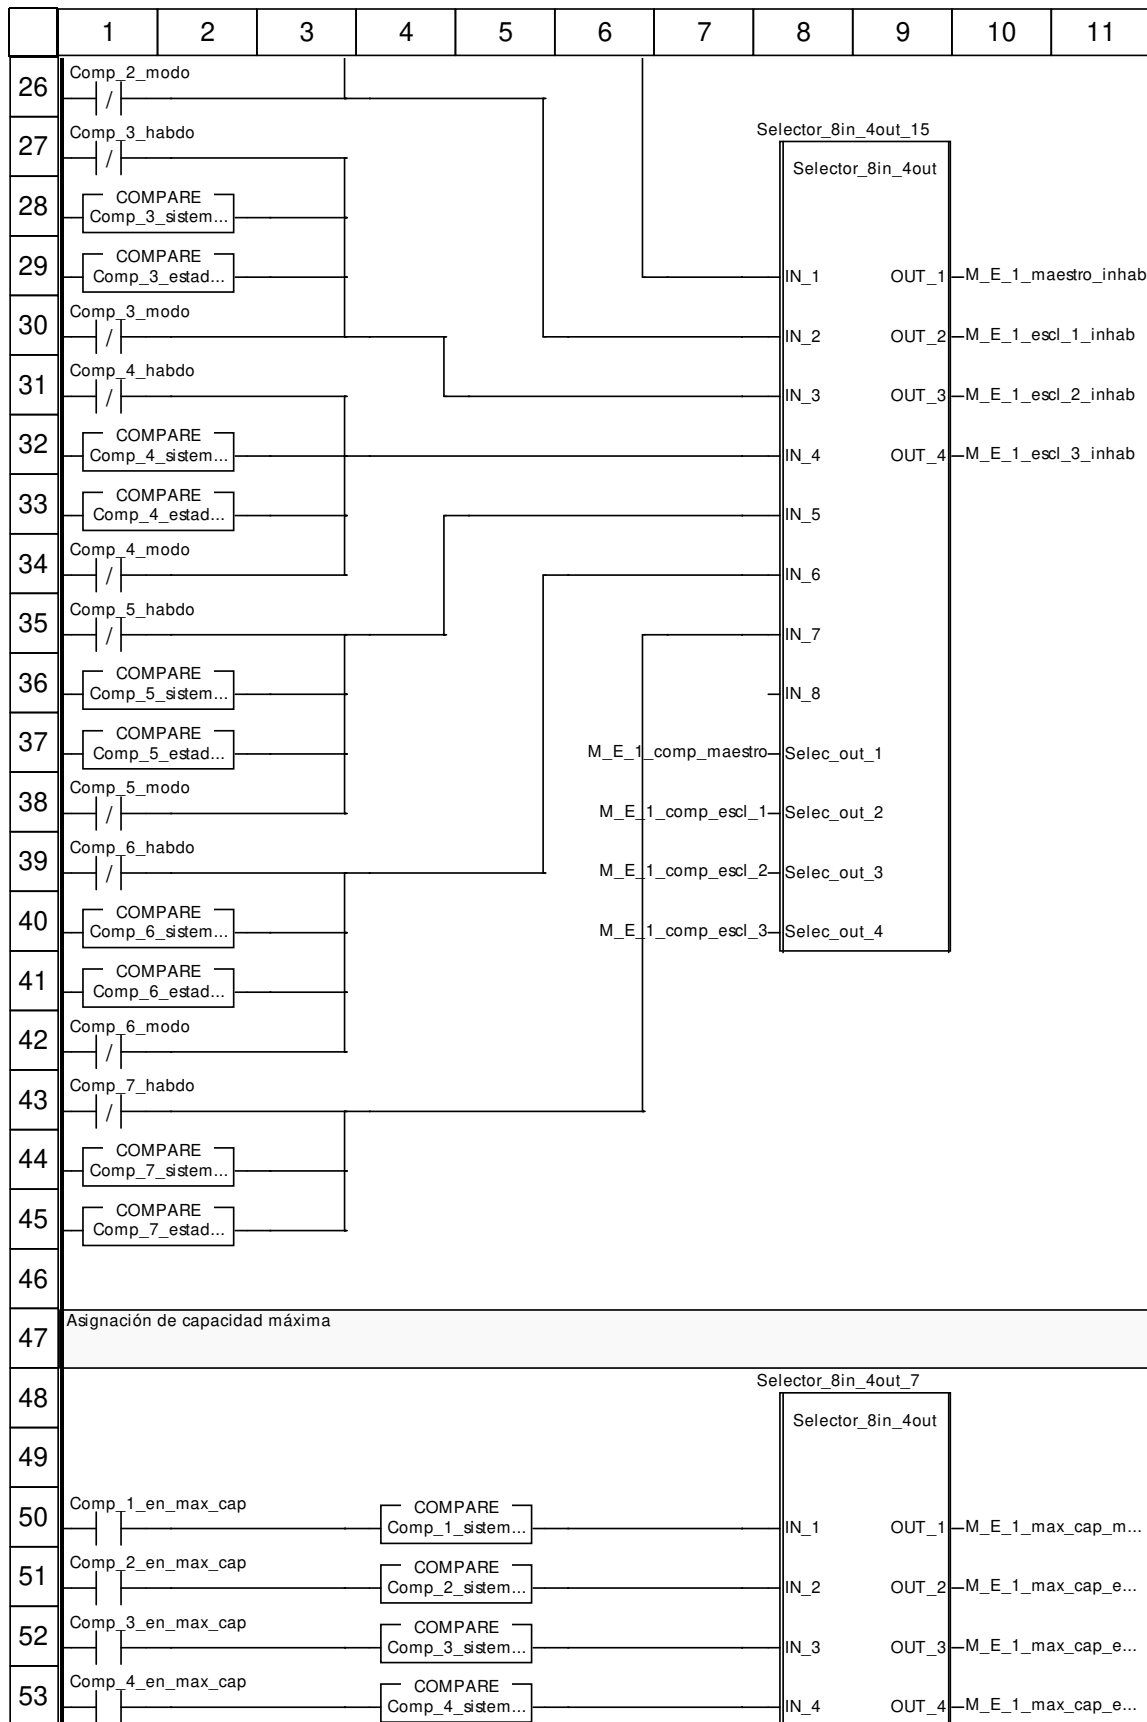 1 2 3 4 5 6 7 8 9 10 11
26 Comp_2_modo
/
27 Comp_3_habdo Selector_8in_4out_15
/ Selector_8in_4out
28 COMPARE
Comp_3_sistem...
29 COMPARE
Comp_3_estad... IN_1 OUT_1 M_E_1_maestro_inhab
30 Comp_3_modo
/ IN_2 OUT_2 M_E_1_escl_1_inhab
31 Comp_4_habdo
/ IN_3 OUT_3 M_E_1_escl_2_inhab
32 COMPARE
Comp_4_sistem... IN_4 OUT_4 M_E_1_escl_3_inhab
33 COMPARE
Comp_4_estad... IN_5
34 Comp_4_modo
/ IN_6
35 Comp_5_habdo
/ IN_7
36 COMPARE
Comp_5_sistem... IN_8
37 COMPARE
Comp_5_estad... M_E_1_comp_maestro Selec_out_1
38 Comp_5_modo
/ M_E_1_comp_escl_1 Selec_out_2
39 Comp_6_habdo
/ M_E_1_comp_escl_2 Selec_out_3
40 COMPARE
Comp_6_sistem... M_E_1_comp_escl_3 Selec_out_4
41 COMPARE
Comp_6_estad...
42 Comp_6_modo
/
43 Comp_7_habdo
/
44 COMPARE
Comp_7_sistem...
45 COMPARE
Comp_7_estad...
46
47 Asignación de capacidad máxima
48 Selector_8in_4out_7
Selector_8in_4out
49
50 Comp_1_en_max_cap COMPARE
Comp_1_sistem... IN_1 OUT_1 M_E_1_max_cap_m...
51 Comp_2_en_max_cap COMPARE
Comp_2_sistem... IN_2 OUT_2 M_E_1_max_cap_e...
52 Comp_3_en_max_cap COMPARE
Comp_3_sistem... IN_3 OUT_3 M_E_1_max_cap_e...
53 Comp_4_en_max_cap COMPARE
Comp_4_sistem... IN_4 OUT_4 M_E_1_max_cap_e...